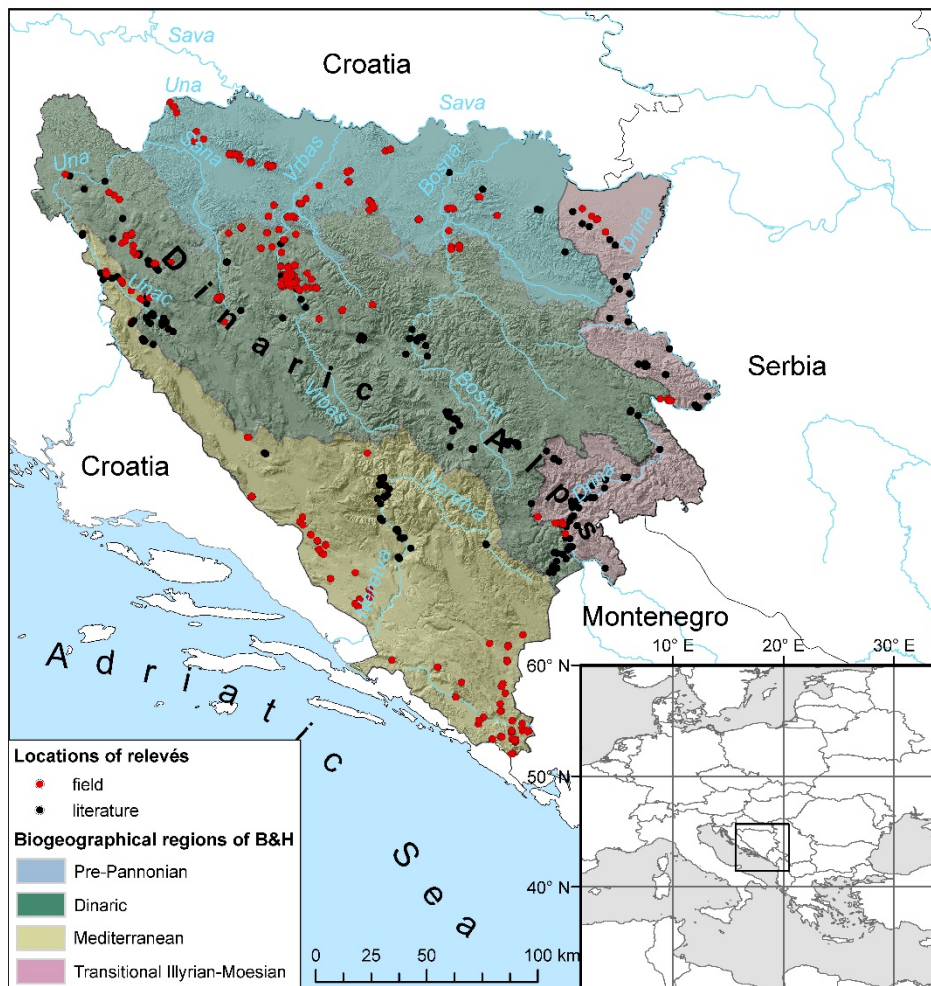 Sava
Croatia
Una
Sava
Sana
Vrbas
Bosna
Una
Drina
Unac
Dinaric Alps
Serbia
Vrbas
Bosna
Croatia
Drina
Neretva
Neretva
Montenegro
Adriatic Sea
10° E
20° E
30° E
60° N
50° N
40° N
Locations of relevés
field
literature
Biogeographical regions of B&H
Pre-Pannonian
Dinaric
Mediterranean
Transitional Illyrian-Moesian
0 25 50 100 km